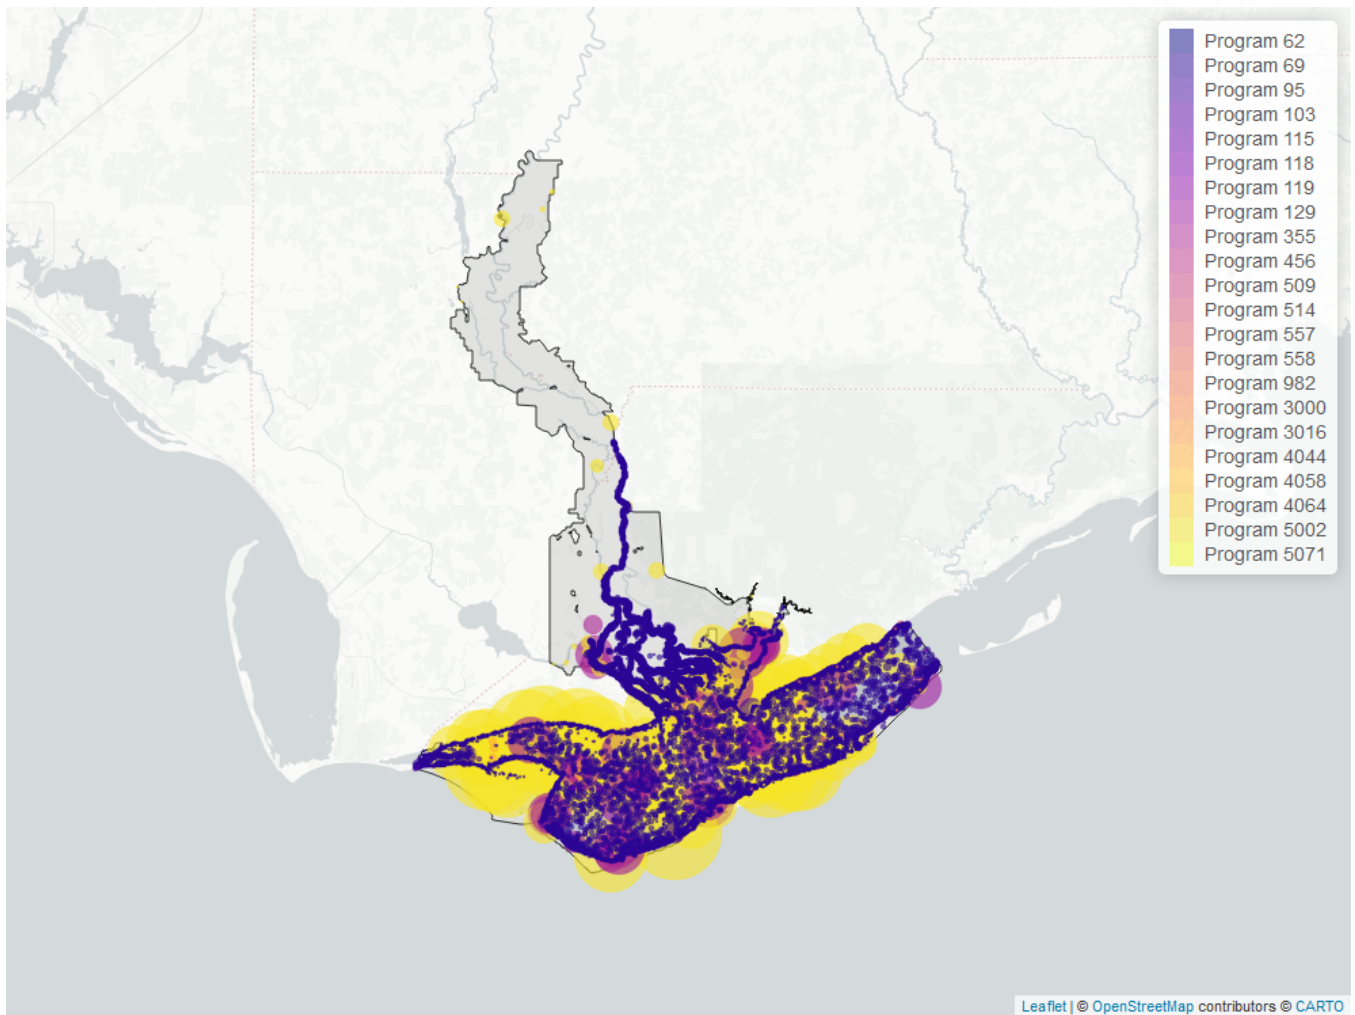 Program 62
Program 69
Program 95
Program 103
Program 115
Program 118
Program 119
Program 129
Program 355
Program 456
Program 509
Program 514
Program 557
Program 558
Program 982
Program 3000
Program 3016
Program 4044
Program 4058
Program 4064
Program 5002
Program 5071
Leaflet | © OpenStreetMap contributors © CARTO